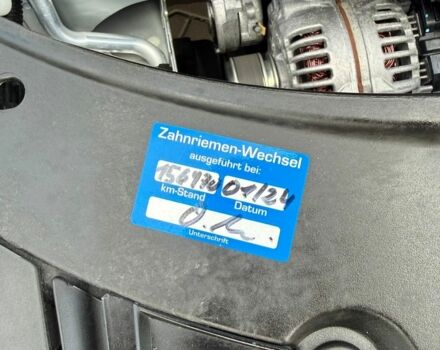 Zahnriemen-Wechsel
ausgeführt bei:
01/24
km-Stand Datum
Unterschrift